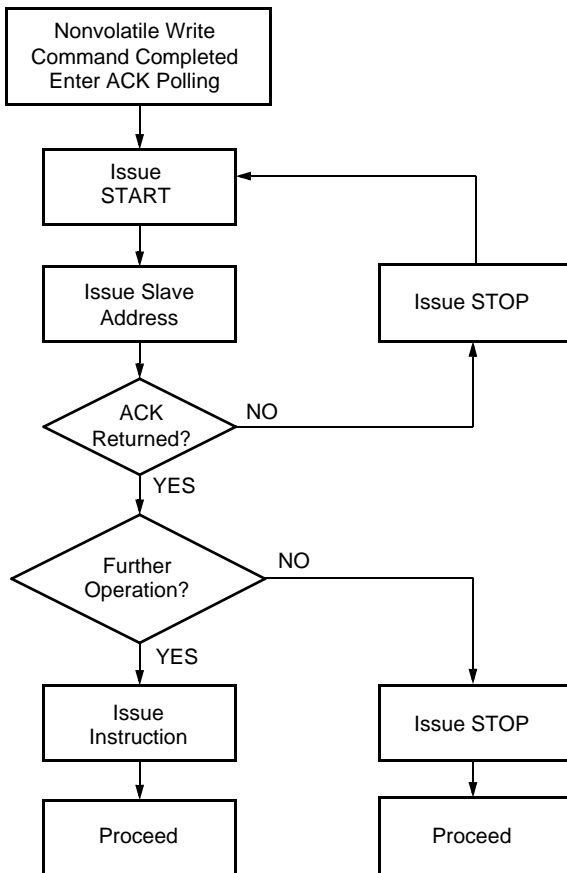 Nonvolatile Write
Command Completed
Enter ACK Polling
Issue
START
Issue Slave
Address
Issue STOP
ACK
Returned?
NO
YES
Further
Operation?
NO
YES
Issue
Instruction
Issue STOP
Proceed
Proceed